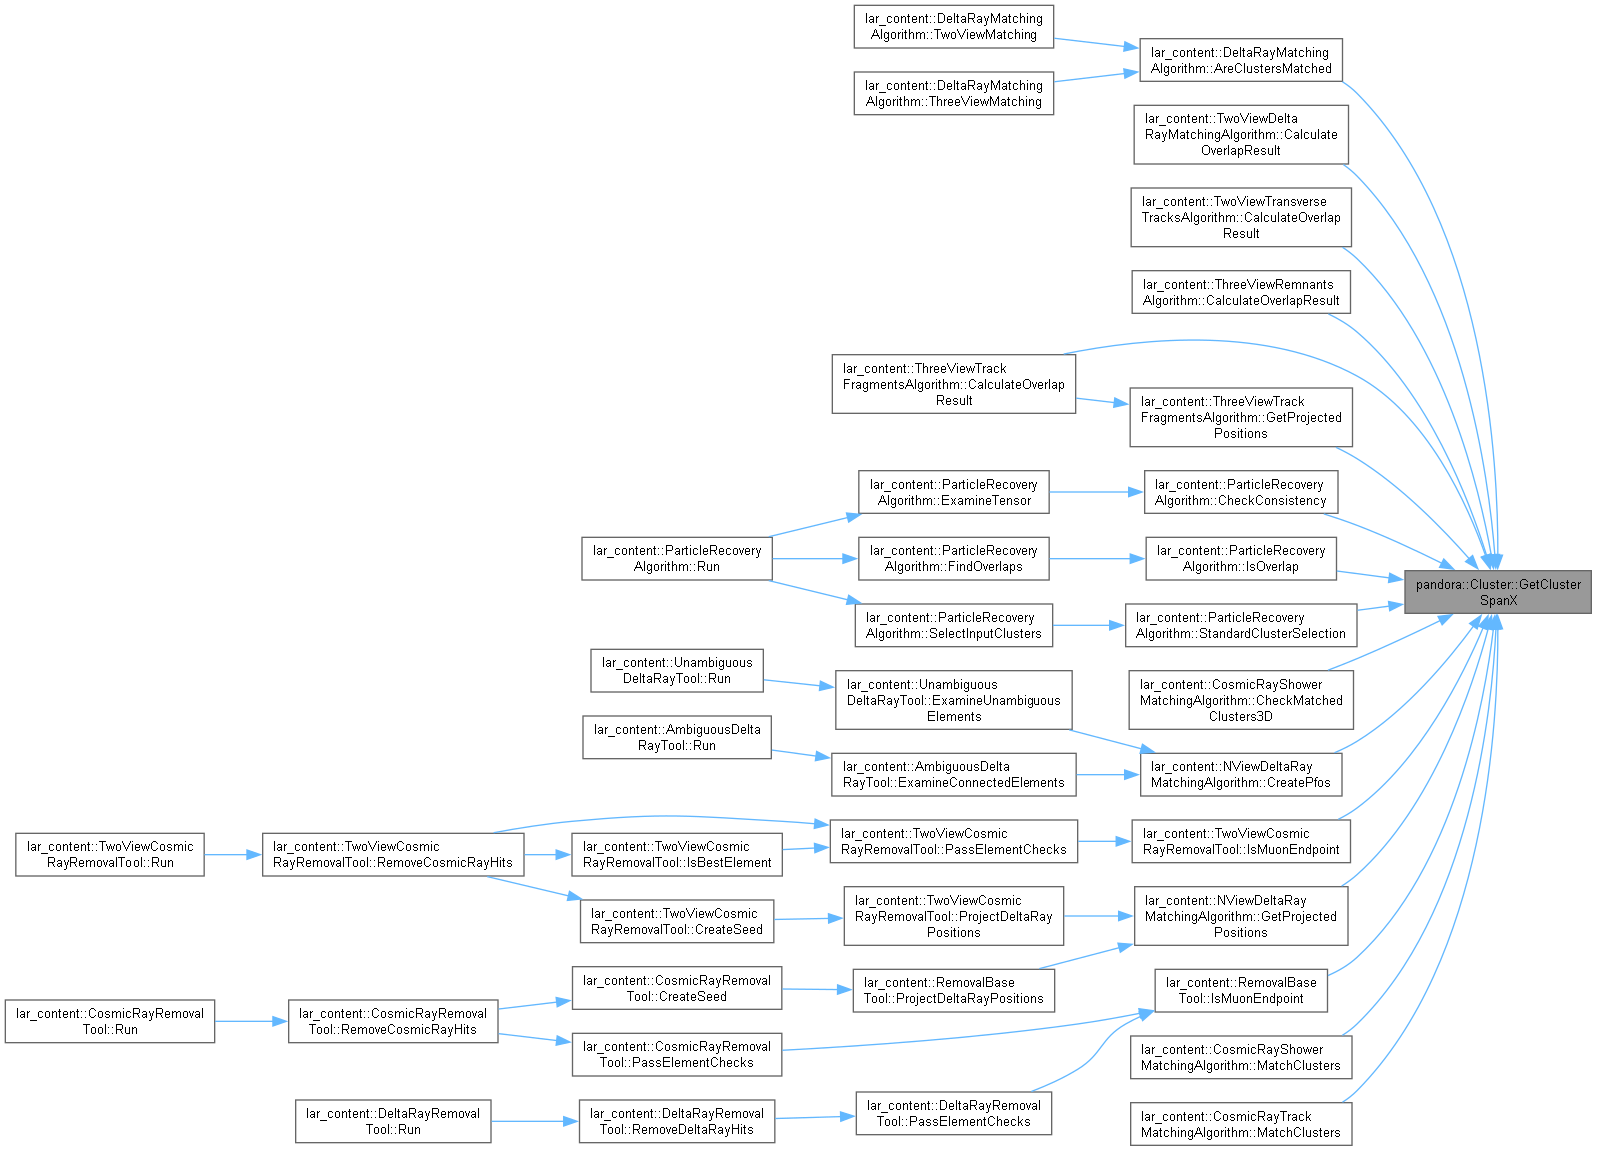 lar_content::DeltaRayMatching
Algorithm::TwoViewMatching
lar_content::DeltaRayMatching
Algorithm::AreClustersMatched
lar_content::DeltaRayMatching
Algorithm::ThreeViewMatching
lar_content::TwoViewDelta
RayMatchingAlgorithm::Calculate
OverlapResult
lar_content::TwoViewTransverse
TracksAlgorithm::CalculateOverlap
Result
lar_content::ThreeViewRemnants
Algorithm::CalculateOverlapResult
lar_content::ThreeViewTrack
FragmentsAlgorithm::CalculateOverlap
Result
lar_content::ThreeViewTrack
FragmentsAlgorithm::GetProjected
Positions
lar_content::ParticleRecovery
Algorithm::ExamineTensor
lar_content::ParticleRecovery
Algorithm::CheckConsistency
lar_content::ParticleRecovery
Algorithm::Run
lar_content::ParticleRecovery
Algorithm::FindOverlaps
lar_content::ParticleRecovery
Algorithm::IsOverlap
pandora::Cluster::GetCluster
SpanX
lar_content::ParticleRecovery
Algorithm::SelectInputClusters
lar_content::ParticleRecovery
Algorithm::StandardClusterSelection
lar_content::Unambiguous
DeltaRayTool::Run
lar_content::Unambiguous
DeltaRayTool::ExamineUnambiguous
Elements
lar_content::CosmicRayShower
MatchingAlgorithm::CheckMatched
Clusters3D
lar_content::AmbiguousDelta
RayTool::Run
lar_content::AmbiguousDelta
RayTool::ExamineConnectedElements
lar_content::NViewDeltaRay
MatchingAlgorithm::CreatePfos
lar_content::TwoViewCosmic
RayRemovalTool::Run
lar_content::TwoViewCosmic
RayRemovalTool::RemoveCosmicRayHits
lar_content::TwoViewCosmic
RayRemovalTool::IsBestElement
lar_content::TwoViewCosmic
RayRemovalTool::PassElementChecks
lar_content::TwoViewCosmic
RayRemovalTool::IsMuonEndpoint
lar_content::TwoViewCosmic
RayRemovalTool::CreateSeed
lar_content::TwoViewCosmic
RayRemovalTool::ProjectDeltaRay
Positions
lar_content::NViewDeltaRay
MatchingAlgorithm::GetProjected
Positions
lar_content::CosmicRayRemoval
Tool::CreateSeed
lar_content::RemovalBase
Tool::ProjectDeltaRayPositions
lar_content::RemovalBase
Tool::IsMuonEndpoint
lar_content::CosmicRayRemoval
Tool::Run
lar_content::CosmicRayRemoval
Tool::RemoveCosmicRayHits
lar_content::CosmicRayRemoval
Tool::PassElementChecks
lar_content::CosmicRayShower
MatchingAlgorithm::MatchClusters
lar_content::DeltaRayRemoval
Tool::Run
lar_content::DeltaRayRemoval
Tool::RemoveDeltaRayHits
lar_content::DeltaRayRemoval
Tool::PassElementChecks
lar_content::CosmicRayTrack
MatchingAlgorithm::MatchClusters